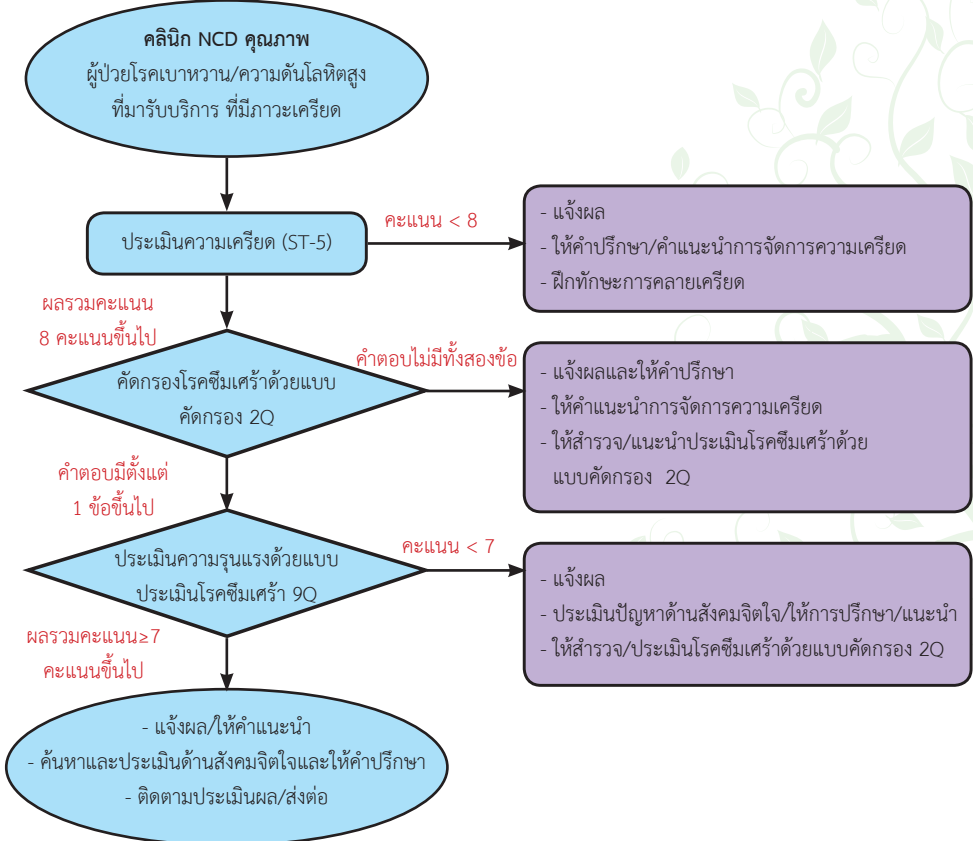 คลินิก NCD คุณภาพ
ผู้ป่วยโรคเบาหวาน/ความดันโลหิตสูง
ที่มารับบริการ ที่มีภาวะเครียด
ประเมินความเครียด (ST-5)
คะแนน < 8
- แจ้งผล
- ให้คำปรึกษา/คำแนะนำการจัดการความเครียด
- ฝึกทักษะการคลายเครียด
ผลรวมคะแนน
8 คะแนนขึ้นไป
คัดกรองโรคซึมเศร้าด้วยแบบ
คัดกรอง 2Q
คำตอบไม่มีทั้งสองข้อ
- แจ้งผลและให้คำปรึกษา
- ให้คำแนะนำการจัดการความเครียด
- ให้สำรวจ/แนะนำประเมินโรคซึมเศร้าด้วย
แบบคัดกรอง 2Q
คำตอบมีตั้งแต่
1 ข้อขึ้นไป
ประเมินความรุนแรงด้วยแบบ
ประเมินโรคซึมเศร้า 9Q
คะแนน < 7
- แจ้งผล
- ประเมินปัญหาด้านสังคมจิตใจ/ให้การปรึกษา/แนะนำ
- ให้สำรวจ/ประเมินโรคซึมเศร้าด้วยแบบคัดกรอง 2Q
ผลรวมคะแนน≥7
คะแนนขึ้นไป
- แจ้งผล/ให้คำแนะนำ
- ค้นหาและประเมินด้านสังคมจิตใจและให้คำปรึกษา
- ติดตามประเมินผล/ส่งต่อ